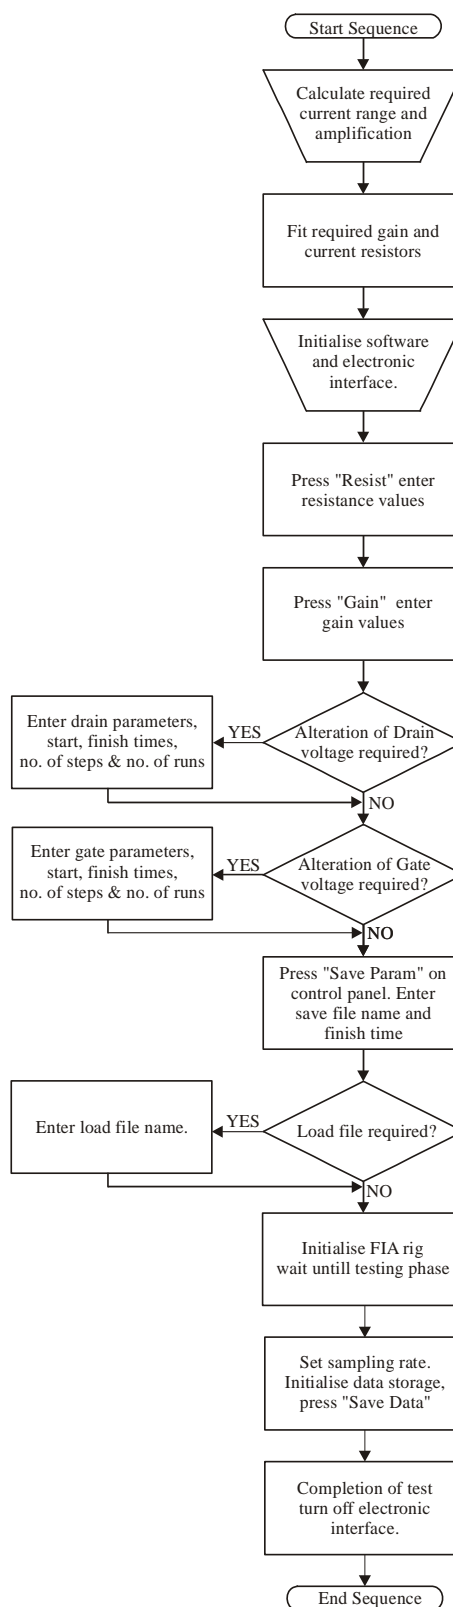 Start Sequence
Calculate required
current range and
amplification
Fit required gain and
current resistors
Initialise software
and electronic
interface.
Press "Resist" enter
resistance values
Press "Gain" enter
gain values
Enter drain parameters,
start, finish times,
no. of steps & no. of runs
YES
Alteration of Drain
voltage required?
NO
Enter gate parameters,
start, finish times,
no. of steps & no. of runs
YES
Alteration of Gate
voltage required?
NO
Press "Save Param" on
control panel. Enter
save file name and
finish time
Enter load file name.
YES
Load file required?
NO
Initialise FIA rig
wait untill testing phase
Set sampling rate.
Initialise data storage,
press "Save Data"
Completion of test
turn off electronic
interface.
End Sequence